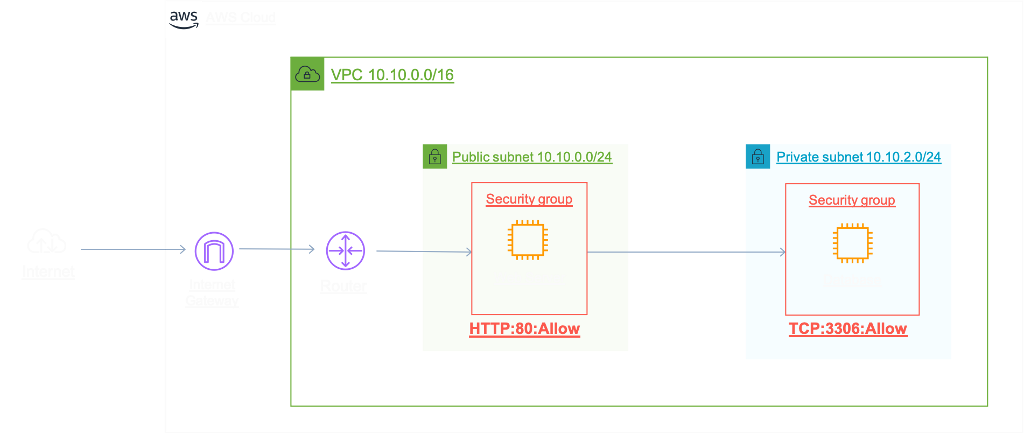 aws
AWS Cloud
VPC 10.10.0.0/16
Public subnet 10.10.0.0/24
Private subnet 10.10.2.0/24
Security group
Security group
Internet
Internet
Gateway
Router
HTTP:80:Allow
TCP:3306:Allow